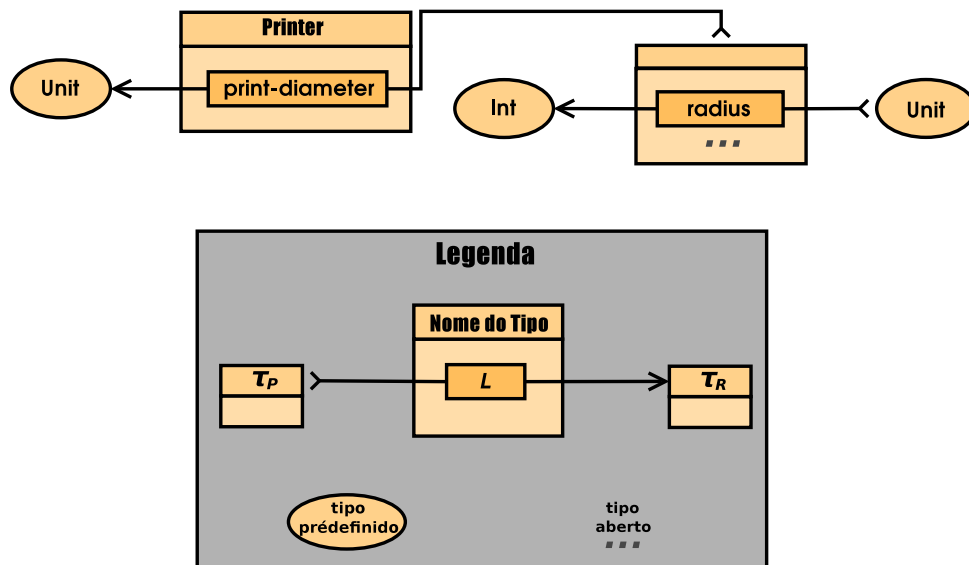 Printer
print-diameter
Unit
radius
Int
Unit
Legenda
Nome do Tipo
τP
L
τR
tipo
prédefinido
tipo
aberto